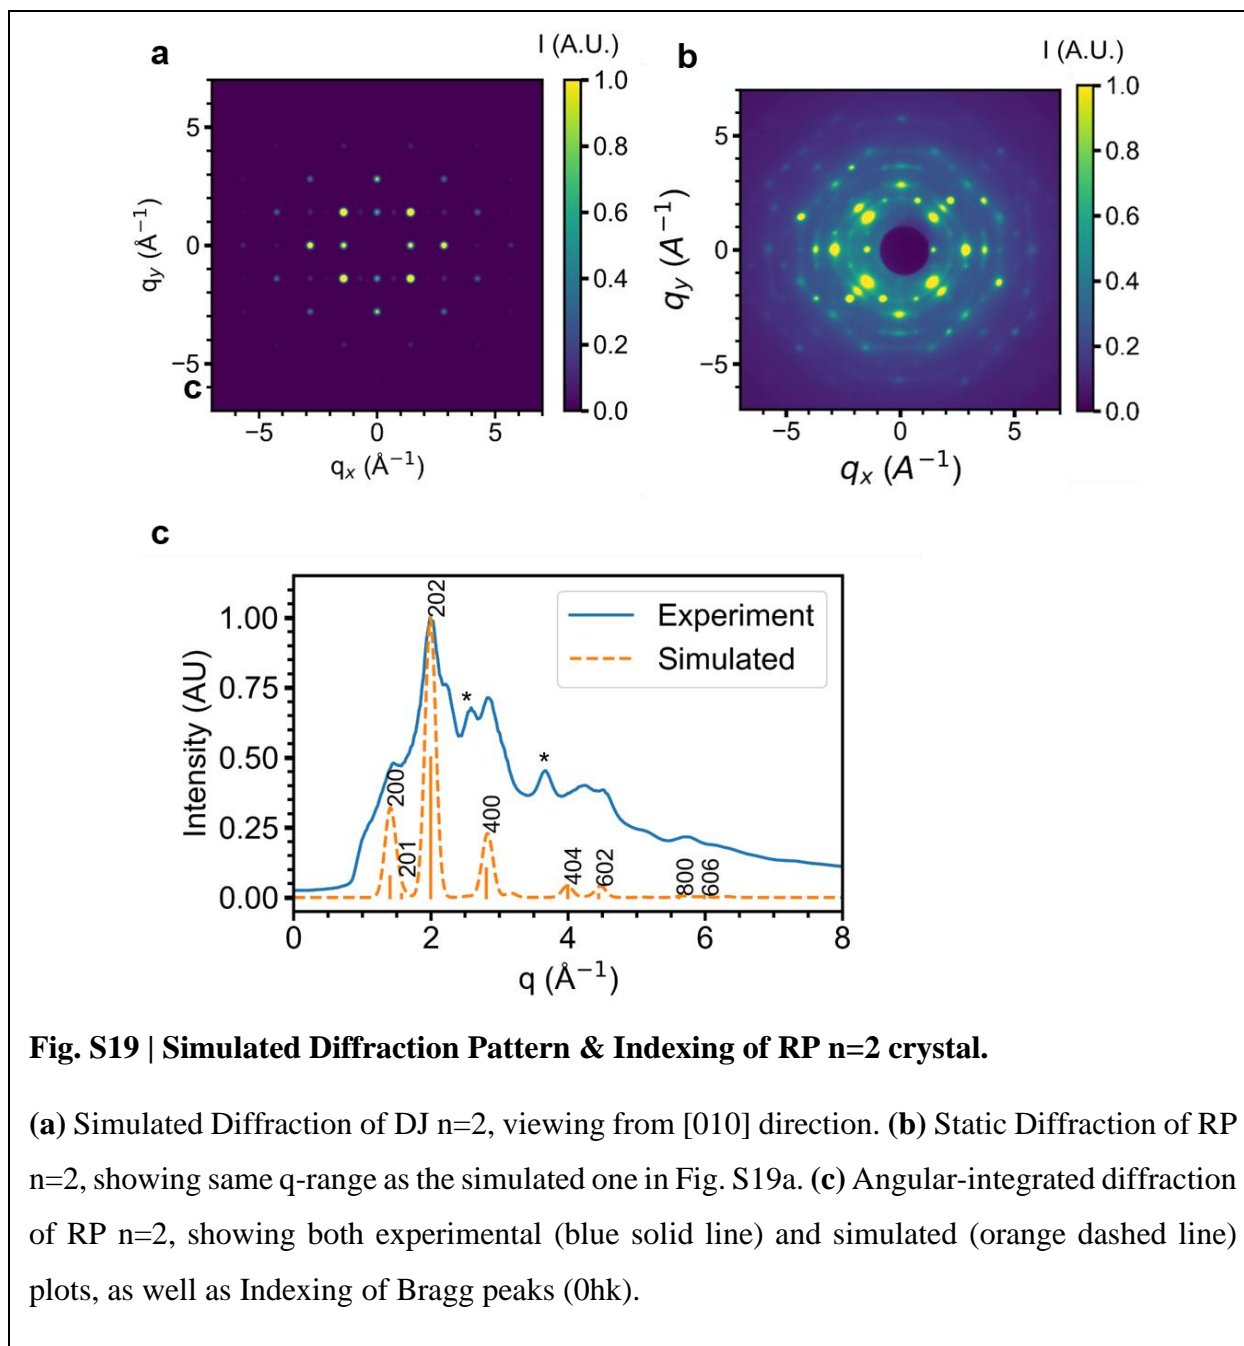 a
I (A.U.)
5
0
−5
c
−5
0
5
q_y (Å⁻¹)
q_x (Å⁻¹)
1.0
0.8
0.6
0.4
0.2
0.0
b
I (A.U.)
5
0
−5
−5
0
5
q_y (A⁻¹)
q_x (A⁻¹)
1.0
0.8
0.6
0.4
0.2
0.0
c
Intensity (AU)
1.00
0.75
0.50
0.25
0.00
0
2
4
6
8
q (Å⁻¹)
200
201
202
*
400
*
404
602
800
606
Experiment
Simulated
Fig. S19 | Simulated Diffraction Pattern & Indexing of RP n=2 crystal.
(a) Simulated Diffraction of DJ n=2, viewing from [010] direction. (b) Static Diffraction of RP
n=2, showing same q-range as the simulated one in Fig. S19a. (c) Angular-integrated diffraction
of RP n=2, showing both experimental (blue solid line) and simulated (orange dashed line)
plots, as well as Indexing of Bragg peaks (0hk).